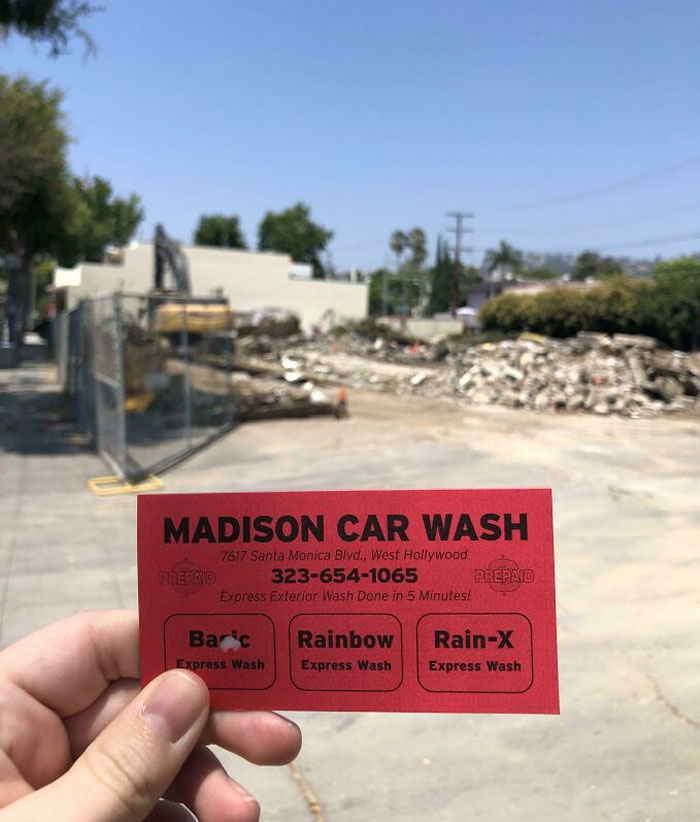 MADISON CAR WASH
7617 Santa Monica Blvd., West Hollywood
PREPAID 323-654-1065 PREPAID
Express Exterior Wash Done in 5 Minutes!
Basic Rainbow Rain-X
Express Wash Express Wash Express Wash